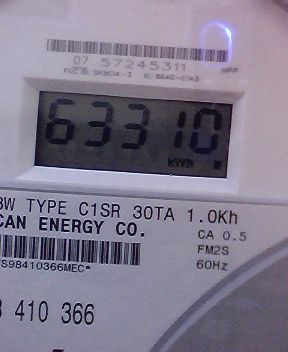 07 57245311
63310
kWh
3W TYPE C1SR 30TA 1.0Kh
CAN ENERGY CO.
CA 0.5
FM2S
S98410366MEC*
60Hz
410 366